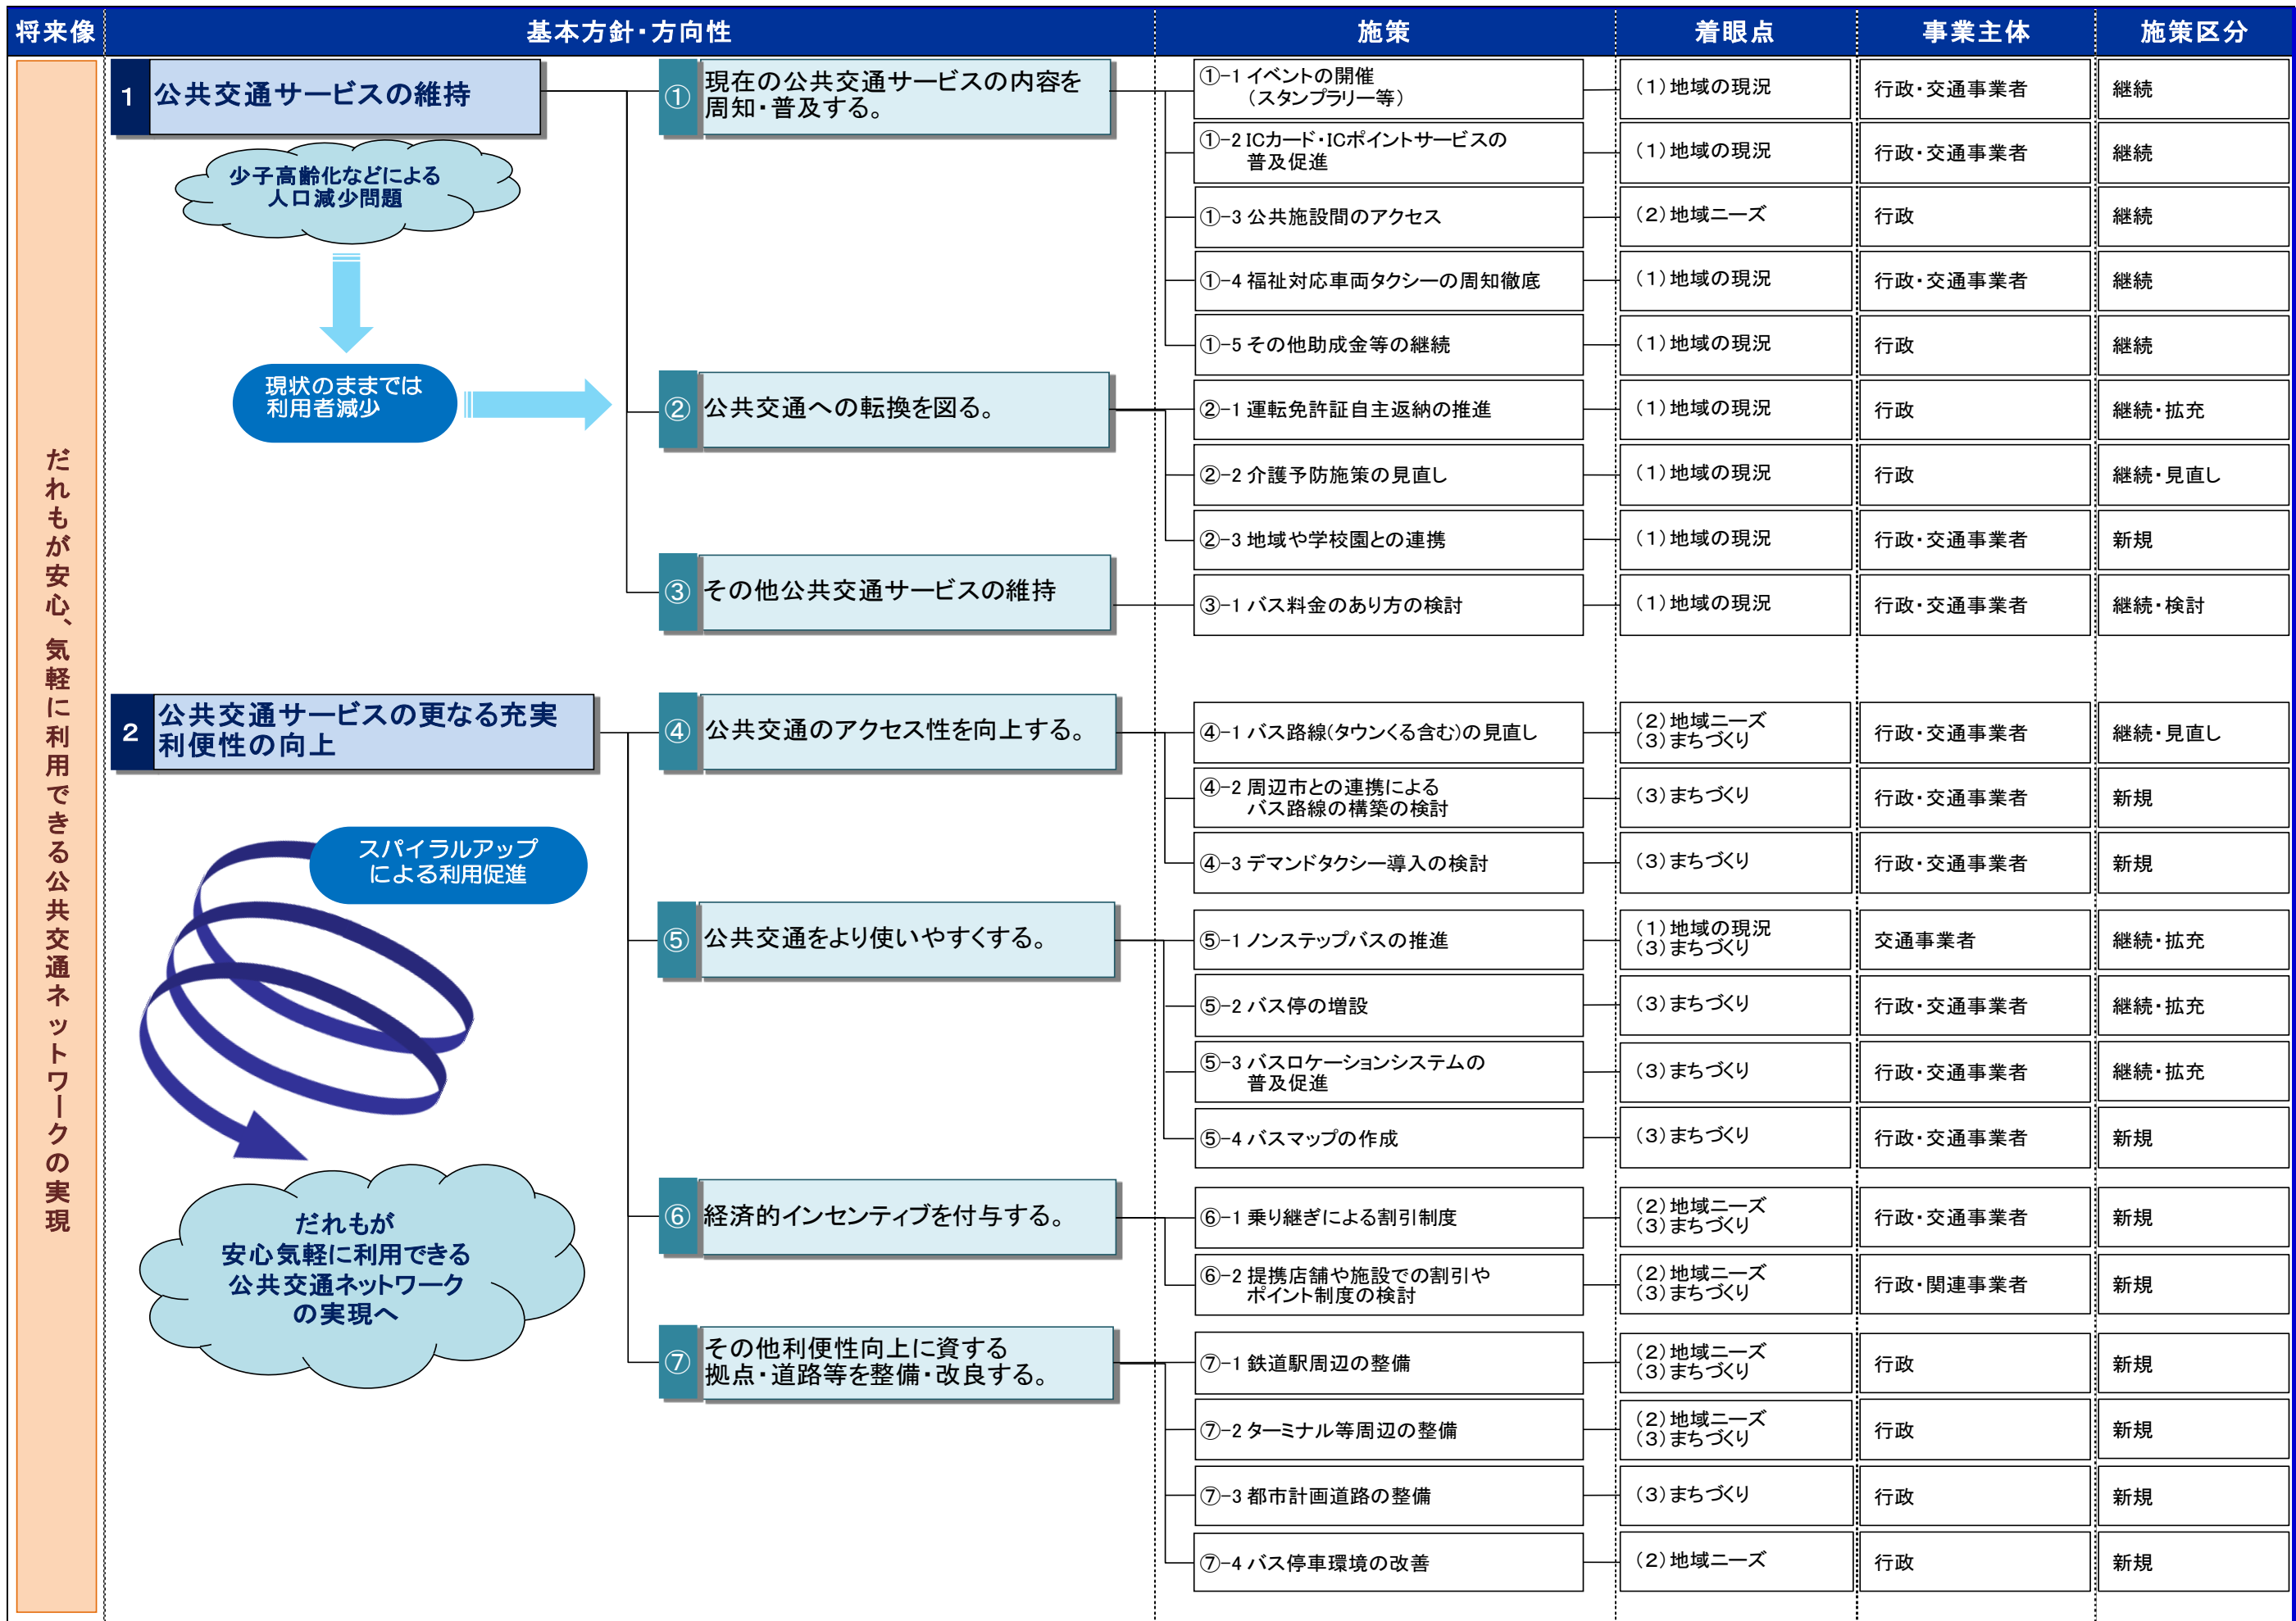 将来像
基本方針・方向性
施策
着眼点
事業主体
施策区分
だれもが安心、気軽に利用できる公共交通ネットワークの実現
1 公共交通サービスの維持
少子高齢化などによる
人口減少問題
現状のままでは
利用者減少
① 現在の公共交通サービスの内容を
周知・普及する。
①-1 イベントの開催
（スタンプラリー等）
（1）地域の現況
行政・交通事業者
継続
①-2 ICカード・ICポイントサービスの
普及促進
（1）地域の現況
行政・交通事業者
継続
①-3 公共施設間のアクセス
（2）地域ニーズ
行政
継続
①-4 福祉対応車両タクシーの周知徹底
（1）地域の現況
行政・交通事業者
継続
①-5 その他助成金等の継続
（1）地域の現況
行政
継続
② 公共交通への転換を図る。
②-1 運転免許証自主返納の推進
（1）地域の現況
行政
継続・拡充
②-2 介護予防施策の見直し
（1）地域の現況
行政
継続・見直し
②-3 地域や学校園との連携
（1）地域の現況
行政・交通事業者
新規
③ その他公共交通サービスの維持
③-1 バス料金のあり方の検討
（1）地域の現況
行政・交通事業者
継続・検討
2 公共交通サービスの更なる充実
利便性の向上
スパイラルアップ
による利用促進
だれもが
安心気軽に利用できる
公共交通ネットワーク
の実現へ
④ 公共交通のアクセス性を向上する。
④-1 バス路線(タウンくる含む)の見直し
（2）地域ニーズ
（3）まちづくり
行政・交通事業者
継続・見直し
④-2 周辺市との連携による
バス路線の構築の検討
（3）まちづくり
行政・交通事業者
新規
④-3 デマンドタクシー導入の検討
（3）まちづくり
行政・交通事業者
新規
⑤ 公共交通をより使いやすくする。
⑤-1 ノンステップバスの推進
（1）地域の現況
（3）まちづくり
交通事業者
継続・拡充
⑤-2 バス停の増設
（3）まちづくり
行政・交通事業者
継続・拡充
⑤-3 バスロケーションシステムの
普及促進
（3）まちづくり
行政・交通事業者
継続・拡充
⑤-4 バスマップの作成
（3）まちづくり
行政・交通事業者
新規
⑥ 経済的インセンティブを付与する。
⑥-1 乗り継ぎによる割引制度
（2）地域ニーズ
（3）まちづくり
行政・交通事業者
新規
⑥-2 提携店舗や施設での割引や
ポイント制度の検討
（2）地域ニーズ
（3）まちづくり
行政・関連事業者
新規
⑦ その他利便性向上に資する
拠点・道路等を整備・改良する。
⑦-1 鉄道駅周辺の整備
（2）地域ニーズ
（3）まちづくり
行政
新規
⑦-2 ターミナル等周辺の整備
（2）地域ニーズ
（3）まちづくり
行政
新規
⑦-3 都市計画道路の整備
（3）まちづくり
行政
新規
⑦-4 バス停車環境の改善
（2）地域ニーズ
行政
新規